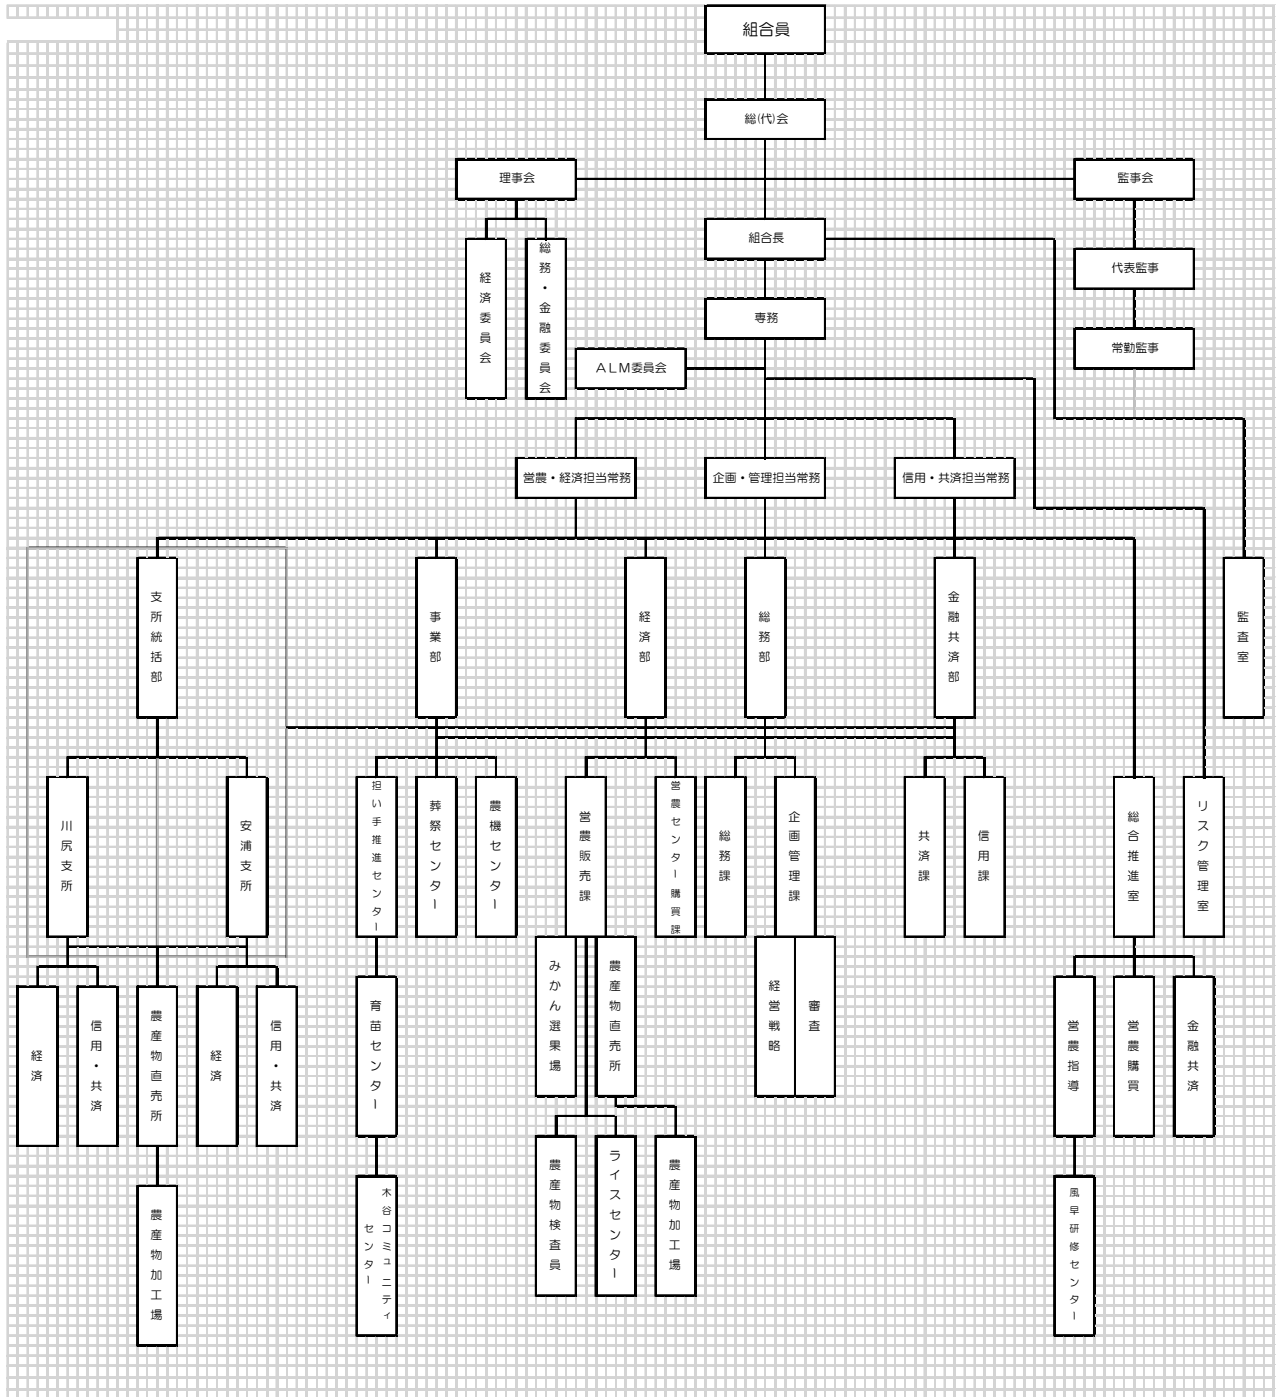 組合員
総(代)会
理事会
監事会
組合長
経済委員会
総務・金融委員会
代表監事
専務
常勤監事
ＡＬＭ委員会
営農・経済担当常務
企画・管理担当常務
信用・共済担当常務
支所統括部
事業部
経済部
総務部
金融共済部
監査室
川尻支所
安浦支所
担い手推進センター
葬祭センター
農機センター
営農販売課
営農センター購買課
総務課
企画管理課
共済課
信用課
総合推進室
リスク管理室
みかん選果場
農産物直売所
経営戦略
審査
経済
信用・共済
農産物直売所
経済
信用・共済
育苗センター
営農指導
営農購買
金融共済
農産物検査員
ライスセンター
農産物加工場
農産物加工場
木谷コミュニティ
センター
風早研修センター